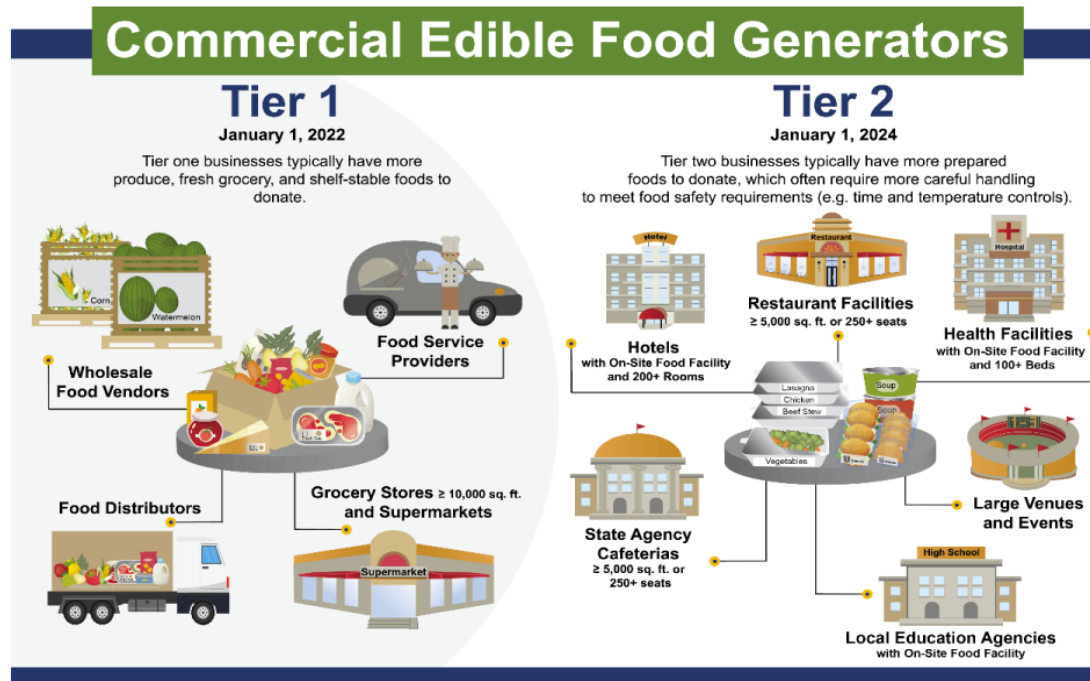 Commercial Edible Food Generators
Tier 1
January 1, 2022
Tier one businesses typically have more
produce, fresh grocery, and shelf-stable foods to
donate.
Corn
Watermelon
Wholesale
Food Vendors
Food Service
Providers
Food Distributors
Grocery Stores ≥ 10,000 sq. ft.
and Supermarkets
Supermarket
Tier 2
January 1, 2024
Tier two businesses typically have more prepared
foods to donate, which often require more careful handling
to meet food safety requirements (e.g. time and temperature controls).
Hotel
Hotels
with On-Site Food Facility
and 200+ Rooms
Restaurant
Restaurant Facilities
≥ 5,000 sq. ft. or 250+ seats
Hospital
Health Facilities
with On-Site Food Facility
and 100+ Beds
Lasagna
Chicken
Beef Stew
Vegetables
Soup
Soup
State Agency
Cafeterias
≥ 5,000 sq. ft. or
250+ seats
Large Venues
and Events
High School
Local Education Agencies
with On-Site Food Facility